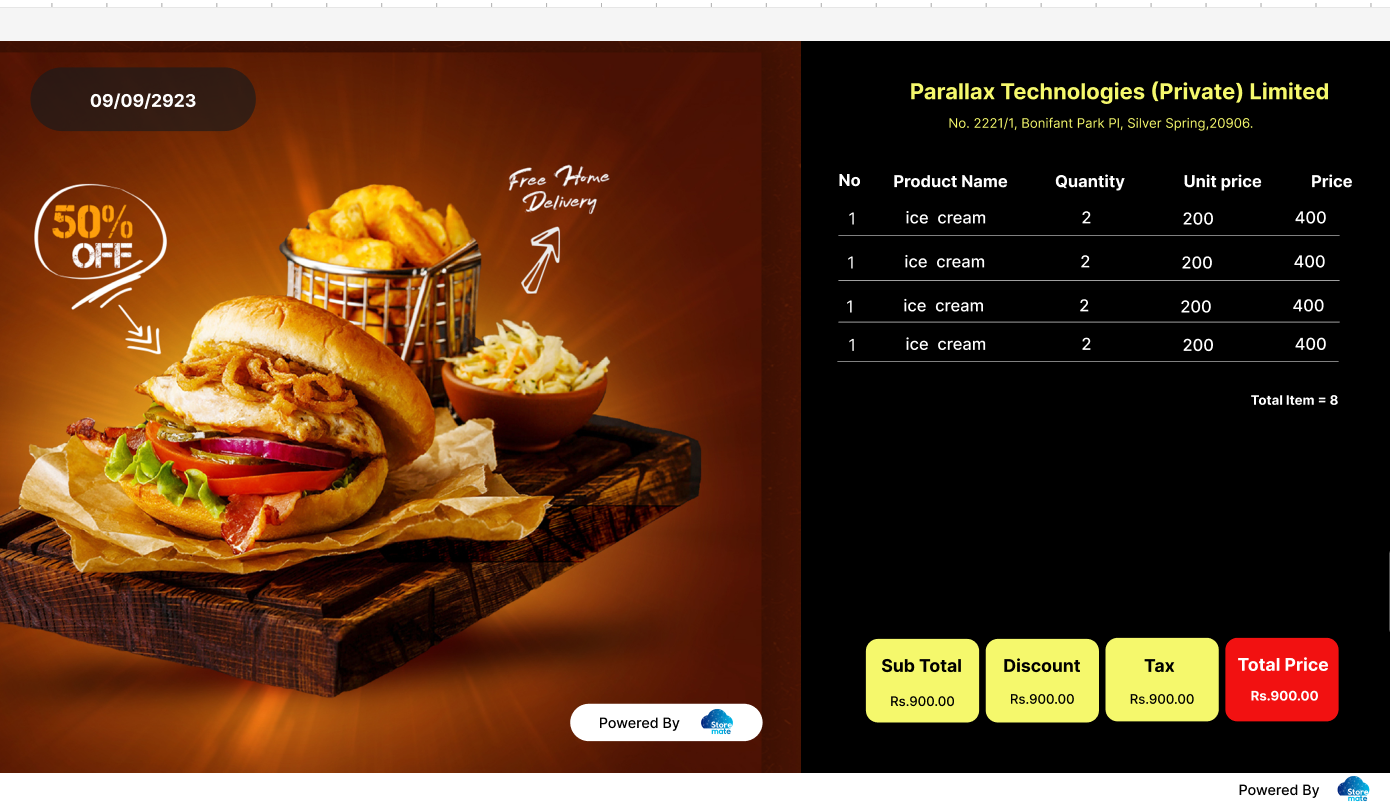 09/09/2923
50%
OFF
Free Home
Delivery
Powered By Store mate
Parallax Technologies (Private) Limited
No. 2221/1, Bonifant Park Pl, Silver Spring,20906.
No Product Name Quantity Unit price Price
1 ice cream 2 200 400
1 ice cream 2 200 400
1 ice cream 2 200 400
1 ice cream 2 200 400
Total Item = 8
Sub Total Discount Tax Total Price
Rs.900.00 Rs.900.00 Rs.900.00 Rs.900.00
Powered By Store mate